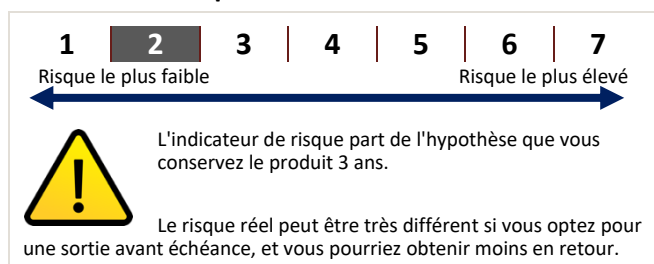 1 2 3 4 5 6 7
Risque le plus faible Risque le plus élevé
L'indicateur de risque part de l'hypothèse que vous
conservez le produit 3 ans.
Le risque réel peut être très différent si vous optez pour
une sortie avant échéance, et vous pourriez obtenir moins en retour.